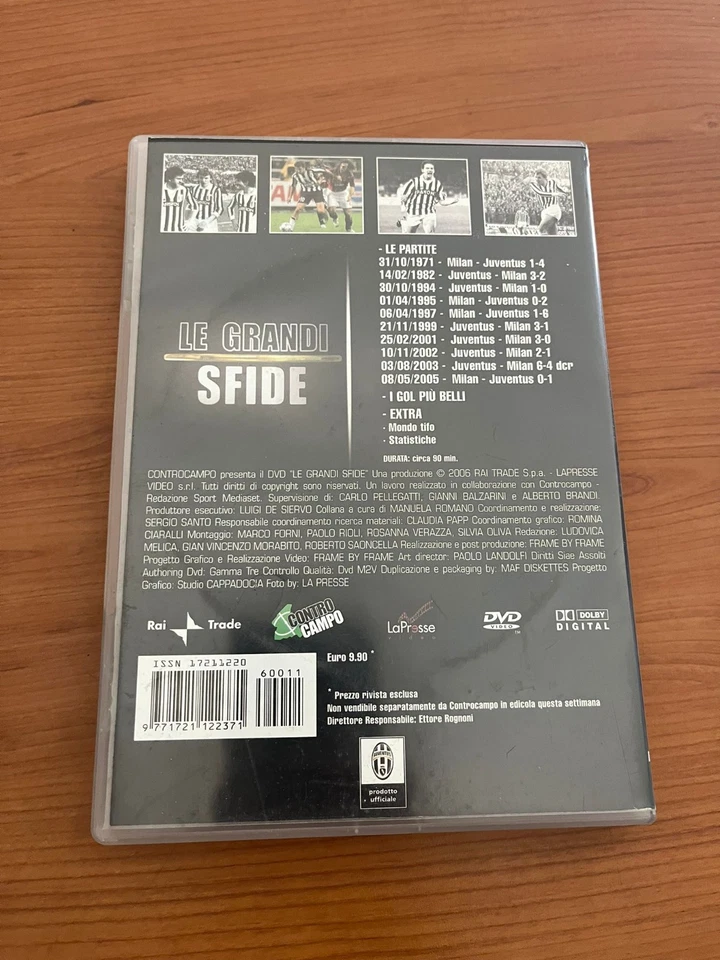 - LE PARTITE
31/10/1971 - Milan - Juventus 1-4
14/02/1982 - Juventus - Milan 3-2
30/10/1994 - Juventus - Milan 1-0
01/04/1995 - Milan - Juventus 0-2
06/04/1997 - Milan - Juventus 1-6
21/11/1999 - Juventus - Milan 3-1
25/02/2001 - Juventus - Milan 3-0
10/11/2002 - Juventus - Milan 2-1
03/08/2003 - Juventus - Milan 6-4 dcr
08/05/2005 - Milan - Juventus 0-1
- I GOL PIÙ BELLI
- EXTRA
· Mondo tifo
· Statistiche
DURATA: circa 90 min.
LE GRANDI
SFIDE
CONTROCAMPO presenta il DVD "LE GRANDI SFIDE" Una produzione © 2006 RAI TRADE S.p.a. - LAPRESSE
VIDEO s.r.l. Tutti diritti di copyright sono riservati. Un lavoro realizzato in collaborazione con Controcampo -
Redazione Sport Mediaset. Supervisione di: CARLO PELLEGATTI, GIANNI BALZARINI e ALBERTO BRANDI.
Produttore esecutivo: LUIGI DE SIERVO Collana a cura di MANUELA ROMANO Coordinamento e realizzazione:
SERGIO SANTO Responsabile coordinamento ricerca materiali: CLAUDIA PAPP Coordinamento grafico: ROMINA
CIARALLI Montaggio: MARCO FORNI, PAOLO RIOLI, ROSANNA VERAZZA, SILVIA OLIVA Redazione: LUDOVICA
MELICA, GIAN VINCENZO MORABITO, ROBERTO SAONCELLA Realizzazione e post produzione: FRAME BY FRAME
Progetto Grafico e Realizzazione Video: FRAME BY FRAME Art director: PAOLO LANDOLFI Diritti Siae Assolti
Authoring Dvd: Gamma Tre Controllo Qualità: Dvd M2V Duplicazione e packaging by: MAF DISKETTES Progetto
Grafico: Studio CAPPADOCIA Foto by: LA PRESSE
Rai Trade
CONTRO
CAMPO
LaPresse
VIDEO
DVD
VIDEO
TM
DOLBY
DIGITAL
Euro 9.90 *
ISSN 17211220
60011
9 771721 122371
* Prezzo rivista esclusa
Non vendibile separatamente da Controcampo in edicola questa settimana
Direttore Responsabile: Ettore Rognoni
JUVENTUS
prodotto
ufficiale